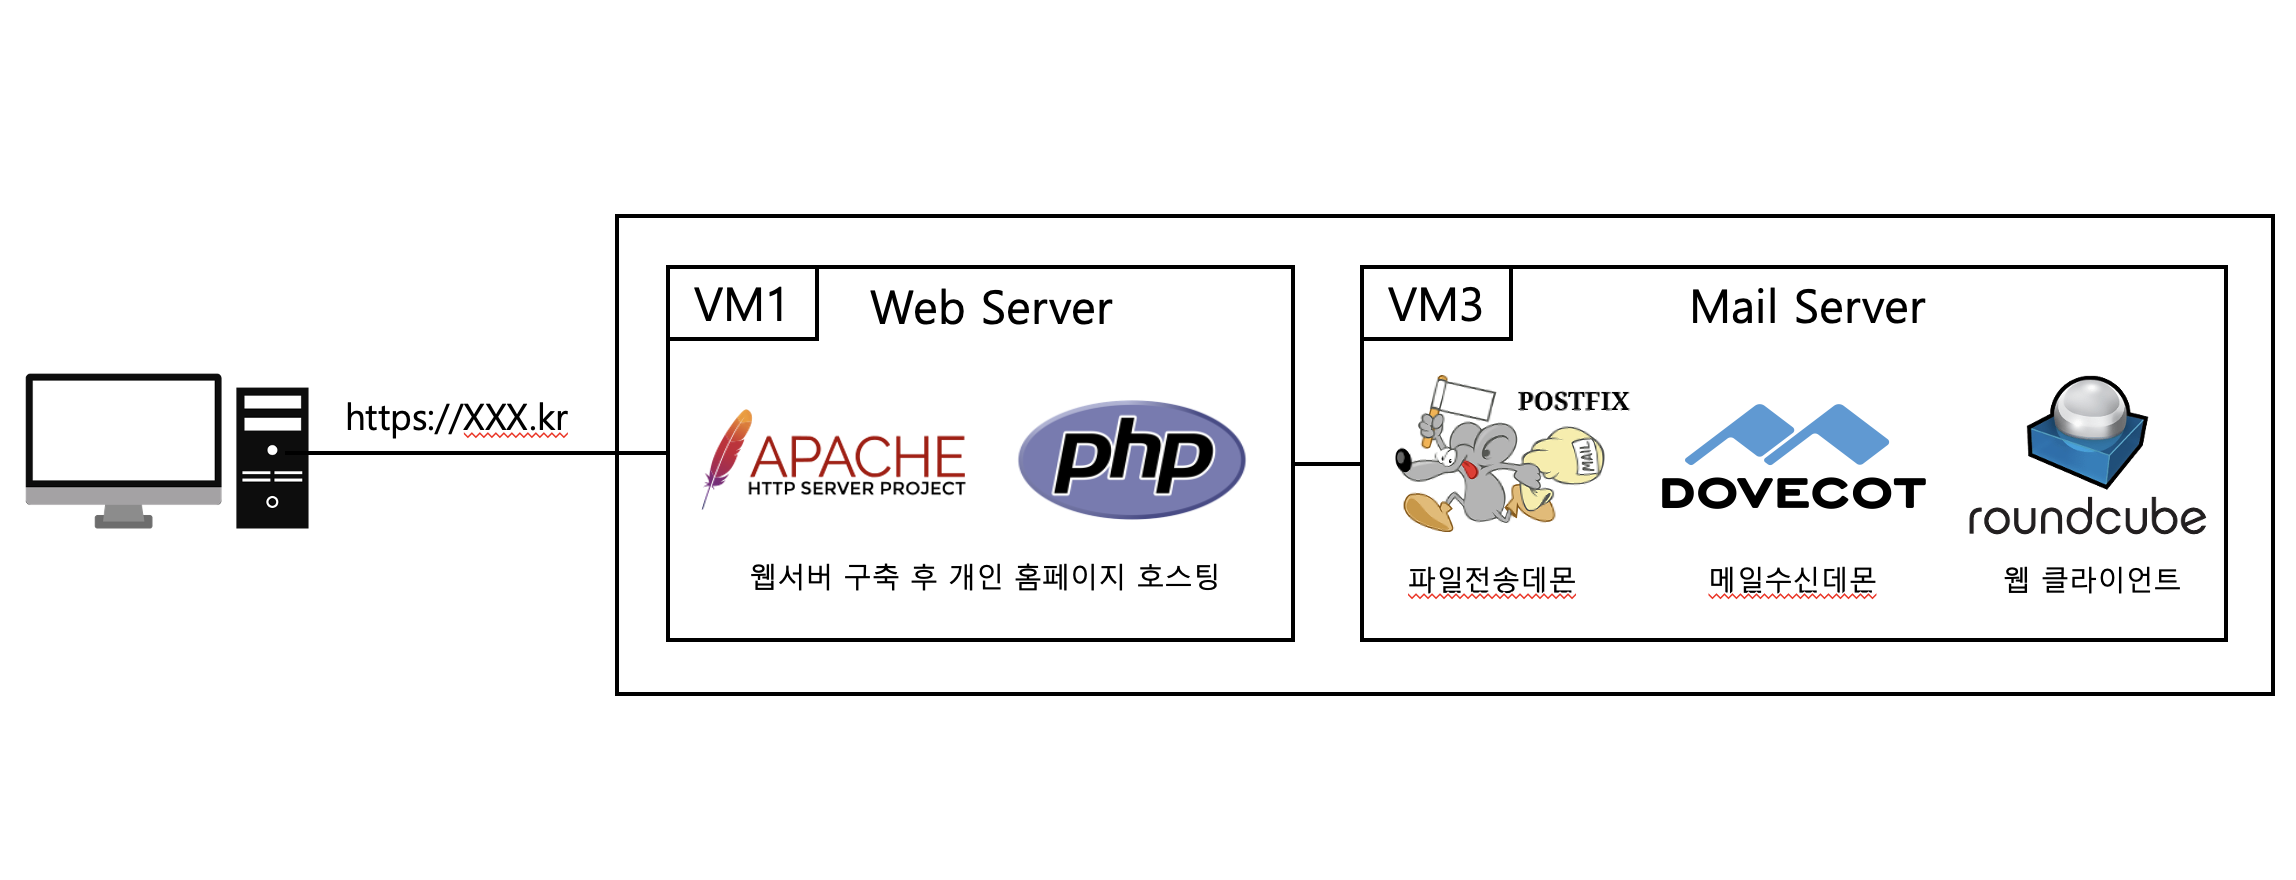 https://XXX.kr
VM1
Web Server
APACHE
HTTP SERVER PROJECT
php
웹서버 구축 후 개인 홈페이지 호스팅
VM3
Mail Server
POSTFIX
MAIL
DOVECOT
roundcube
파일전송데몬
메일수신데몬
웹 클라이언트